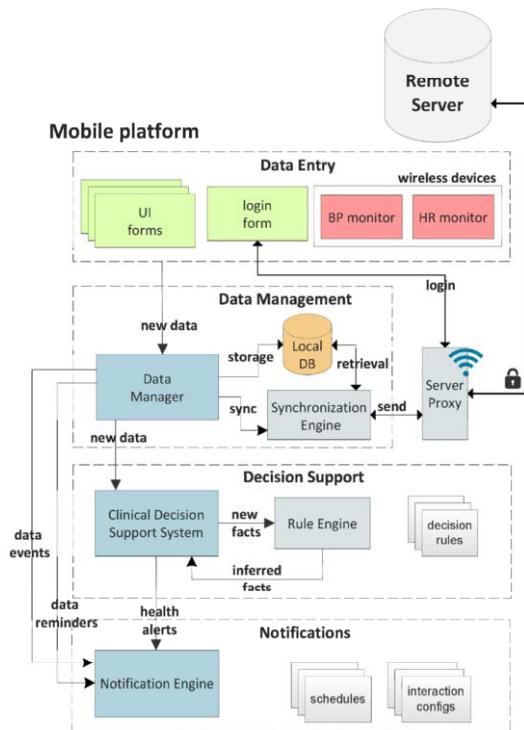 Remote
Server
Mobile platform
Data Entry
wireless devices
UI
forms
login
form
BP monitor
HR monitor
login
Data Management
new data
storage
Local
DB
retrieval
Data
Manager
sync
Synchronization
Engine
send
Server
Proxy
new data
Decision Support
Clinical Decision
Support System
new
facts
Rule Engine
decision
rules
data
events
inferred
facts
data
reminders
health
alerts
Notifications
Notification Engine
schedules
interaction
configs